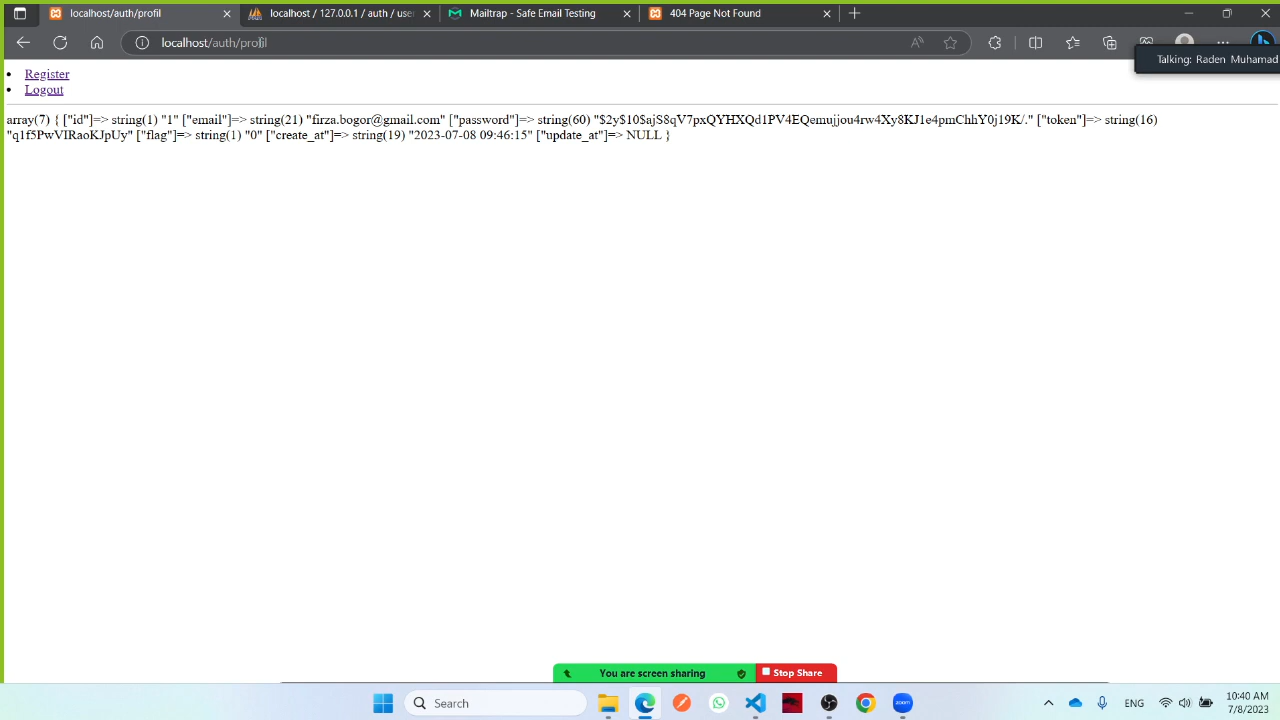 localhost/auth/profil
localhost / 127.0.0.1 / auth / user
Mailtrap - Safe Email Testing
404 Page Not Found
localhost/auth/profil
Talking: Raden Muhamad
Register
Logout
array(7) { ["id"]=> string(1) "1" ["email"]=> string(21) "firza.bogor@gmail.com" ["password"]=> string(60) "$2y$10$ajS8qV7pxQYHXQd1PV4EQemujjou4rw4Xy8KJ1e4pmChhY0j19K/." ["token"]=> string(16)
"q1f5PwVIRaoKJpUy" ["flag"]=> string(1) "0" ["create_at"]=> string(19) "2023-07-08 09:46:15" ["update_at"]=> NULL }
You are screen sharing
Stop Share
Search
zoom
ENG
10:40 AM
7/8/2023